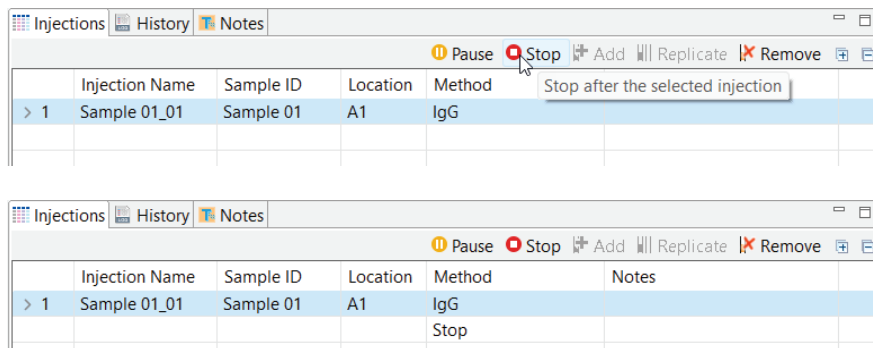 Injections History Notes
Pause Stop Add Replicate Remove
Injection Name Sample ID Location Method
Stop after the selected injection
> 1 Sample 01_01 Sample 01 A1 IgG
Injections History Notes
Pause Stop Add Replicate Remove
Injection Name Sample ID Location Method Notes
> 1 Sample 01_01 Sample 01 A1 IgG
Stop